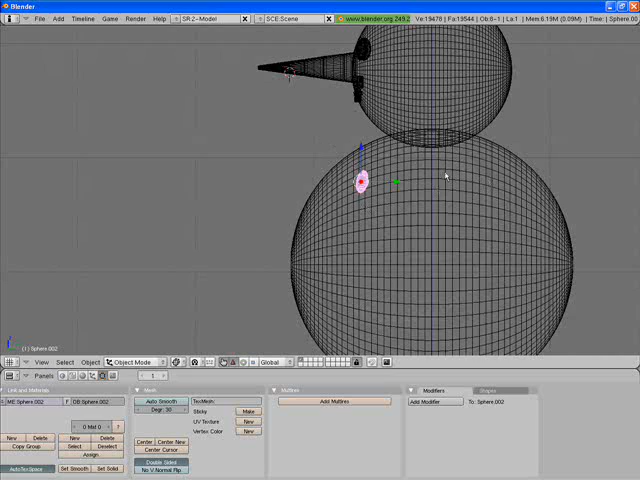 Blender
File Add Timeline Game Render Help SR:2-Model SCE:Scene www.blender.org 249.2 Ve:19478 | Fa:19544 | Ob:6-1 | La:1 | Mem:6.19M (0.09M) | Time: | Sphere.00
(1) Sphere.002
View Select Object Object Mode Global
Panels 1
Link and Materials Mesh Multires Modifiers Shapes
ME:Sphere.002 F OB:Sphere.002 Auto Smooth TexMesh: Add Multires Add Modifier To: Sphere.002
Degr: 30 Sticky Make
0 Mat 0 ? UV Texture New
New Delete New Delete Vertex Color New
Copy Group Select Deselect Center Center New
Assign Center Cursor
AutoTexSpace Set Smooth Set Solid Double Sided
No V.Normal Flip